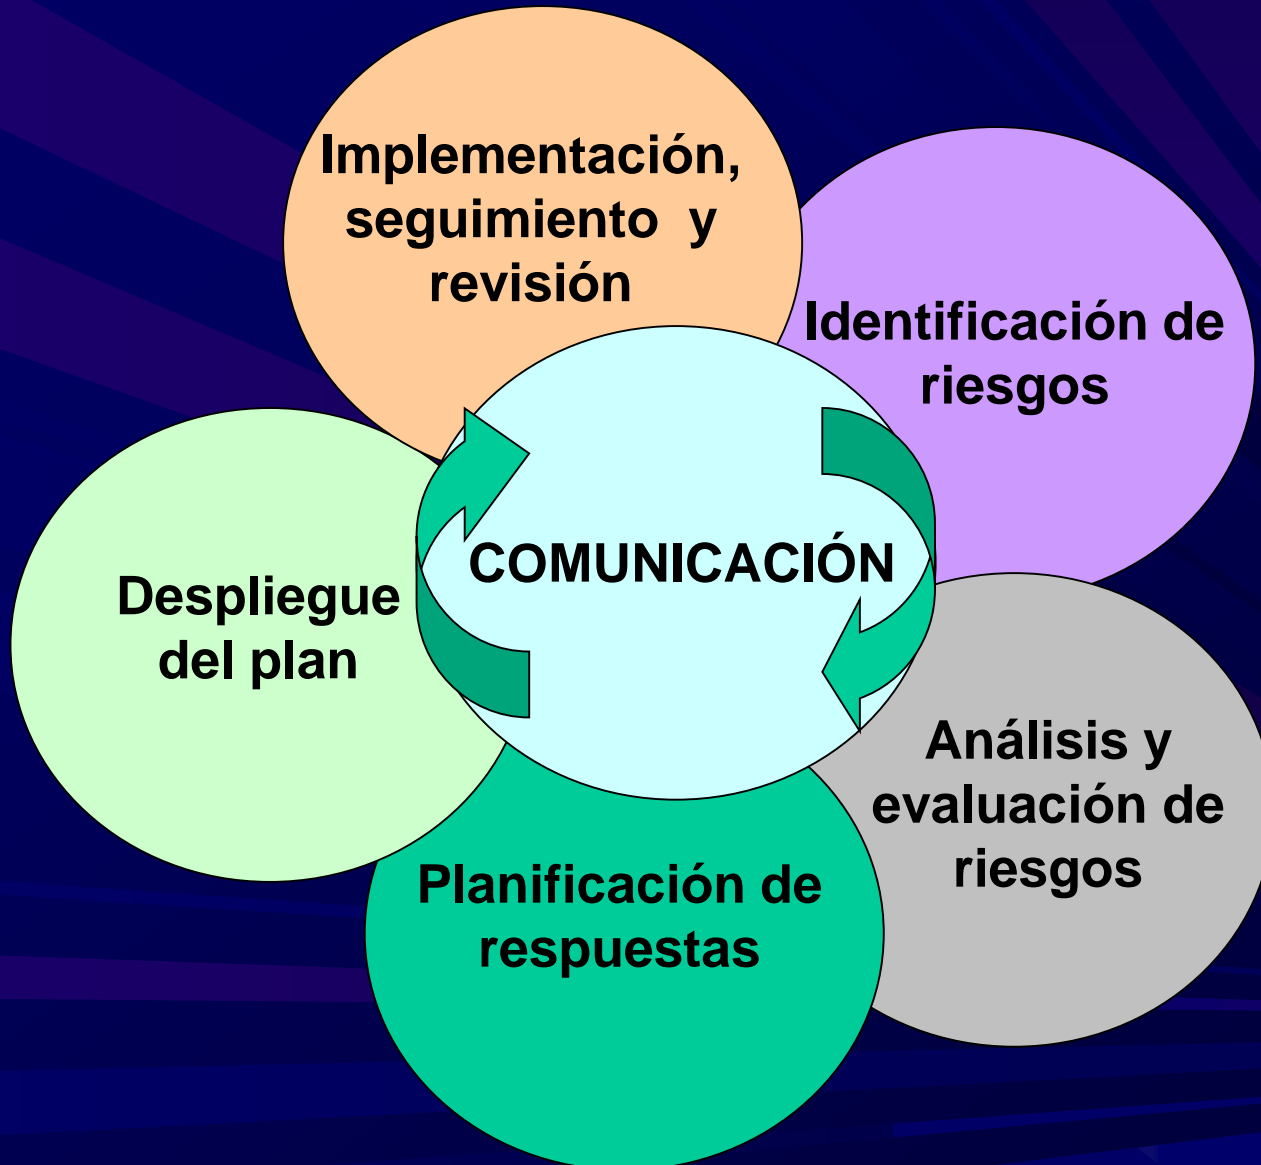 Implementación,
seguimiento y
revisión
Identificación de
riesgos
COMUNICACIÓN
Despliegue
del plan
Análisis y
evaluación de
riesgos
Planificación de
respuestas